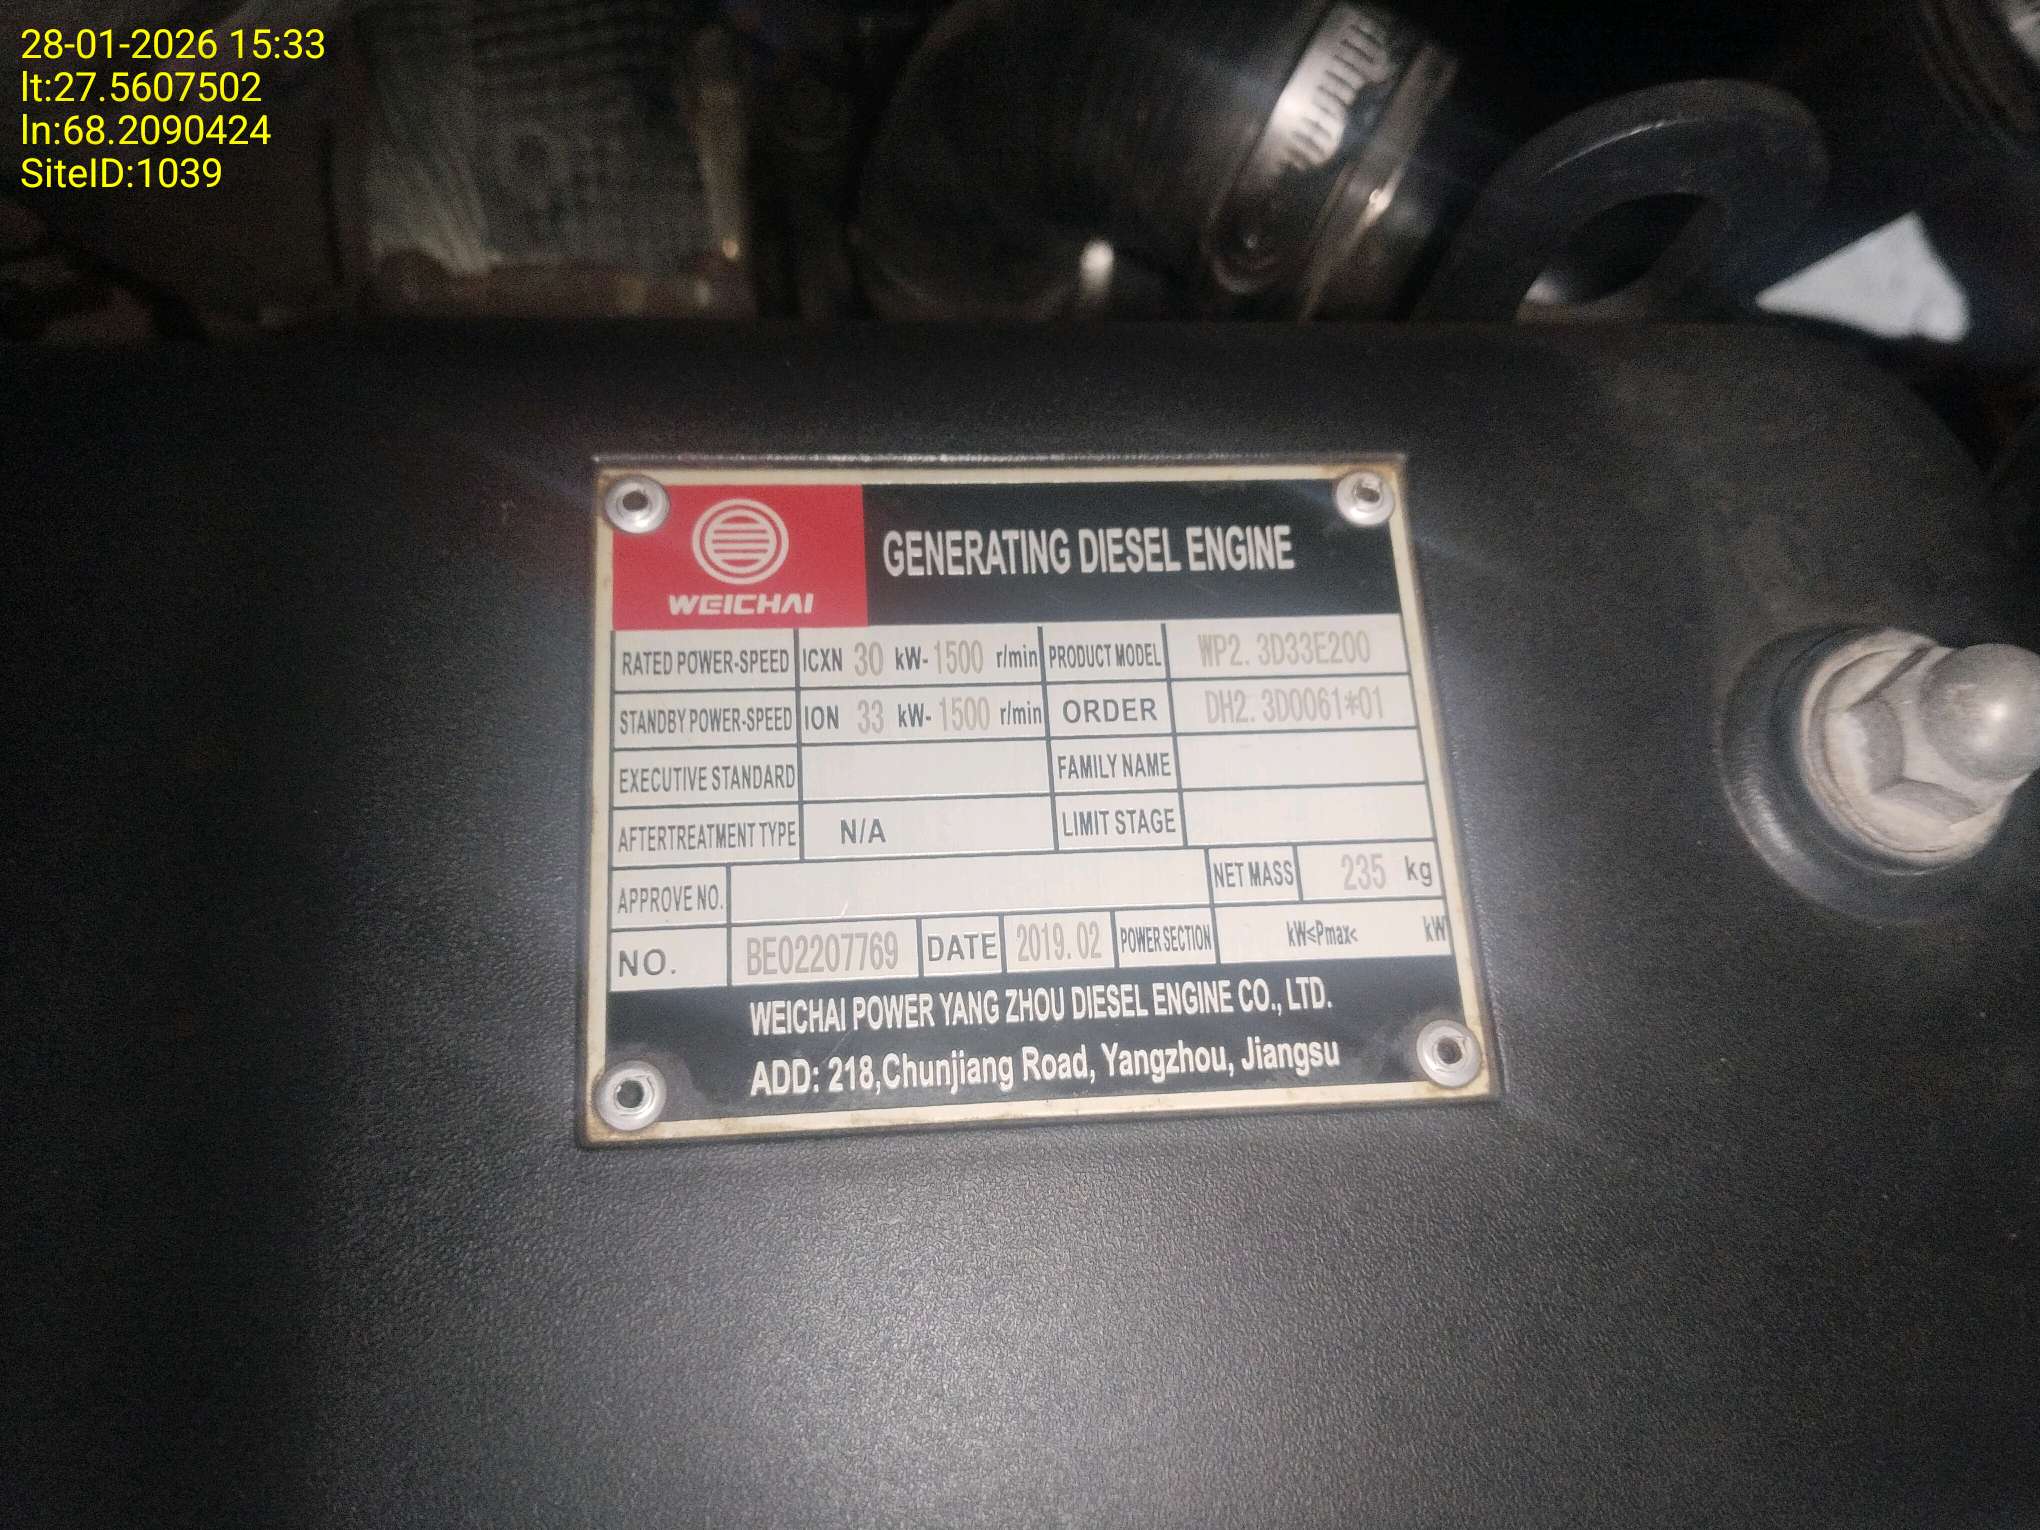 28-01-2026 15:33
lt:27.5607502
ln:68.2090424
SiteID:1039
WEICHAI
GENERATING DIESEL ENGINE
RATED POWER-SPEED ICXN 30 kW- 1500 r/min PRODUCT MODEL WP2.3D33E200
STANDBY POWER-SPEED ION 33 kW- 1500 r/min ORDER DH2.3D0061*01
EXECUTIVE STANDARD FAMILY NAME
AFTERTREATMENT TYPE N/A LIMIT STAGE
APPROVE NO. NET MASS 235 kg
NO. BE02207769 DATE 2019.02 POWER SECTION kW≤Pmax< kW
WEICHAI POWER YANG ZHOU DIESEL ENGINE CO., LTD.
ADD: 218,Chunjiang Road, Yangzhou, Jiangsu